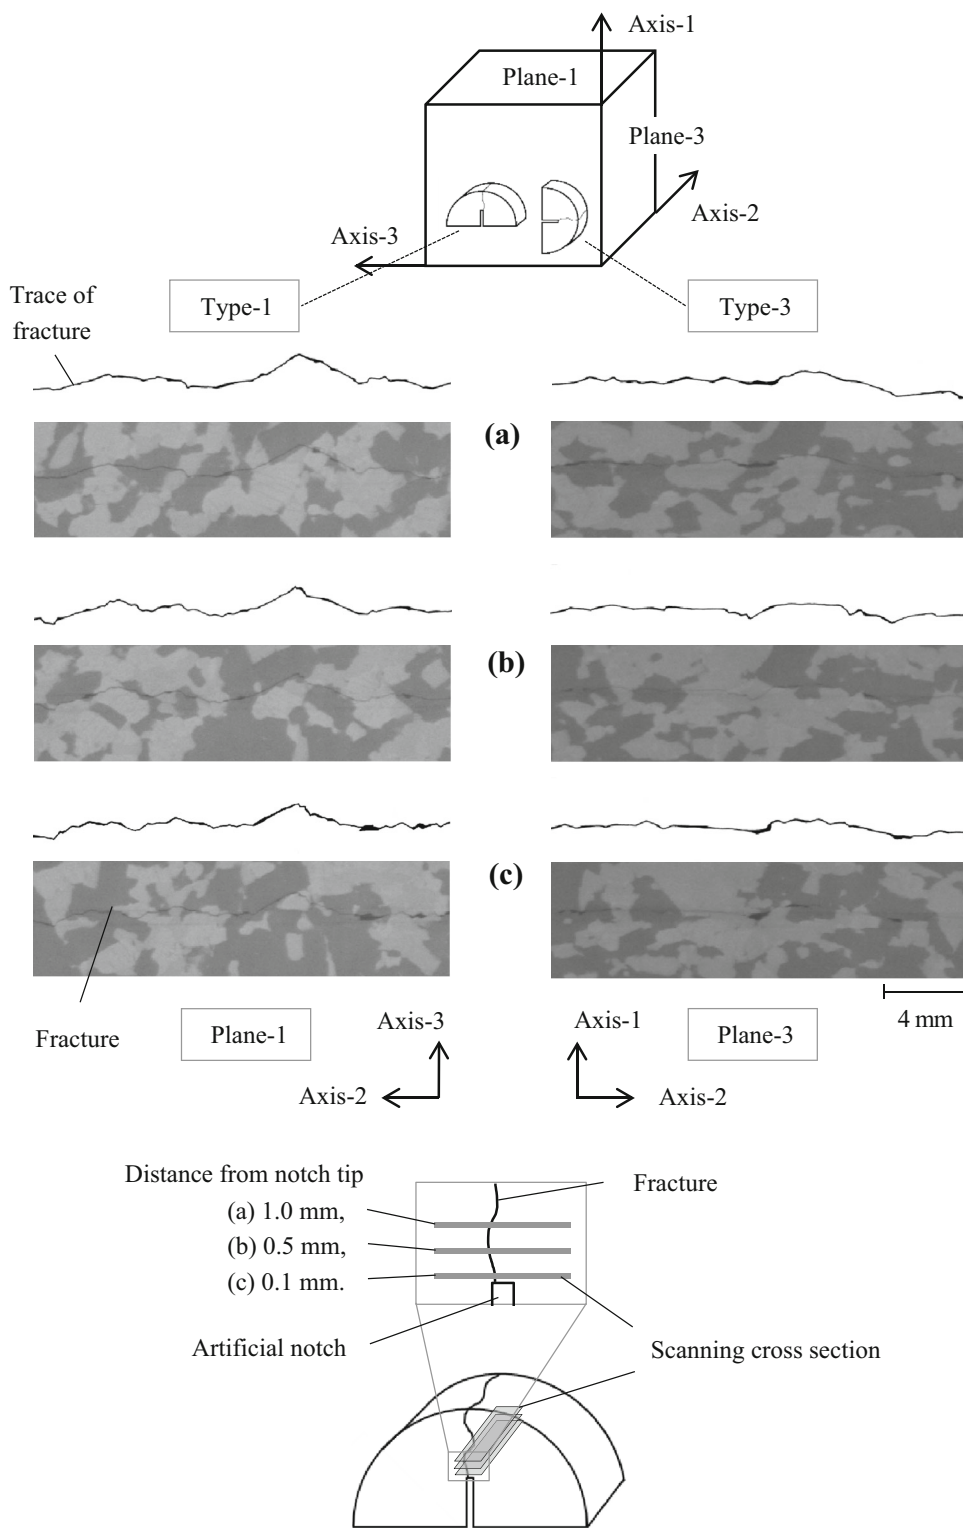 Axis-1
Plane-1
Plane-3
Axis-2
Axis-3
Type-1
Type-3
Trace of
fracture
(a)
(b)
(c)
4 mm
Fracture
Plane-1
Axis-3
Axis-2
Axis-1
Plane-3
Axis-2
Distance from notch tip
(a) 1.0 mm,
(b) 0.5 mm,
(c) 0.1 mm.
Fracture
Artificial notch
Scanning cross section